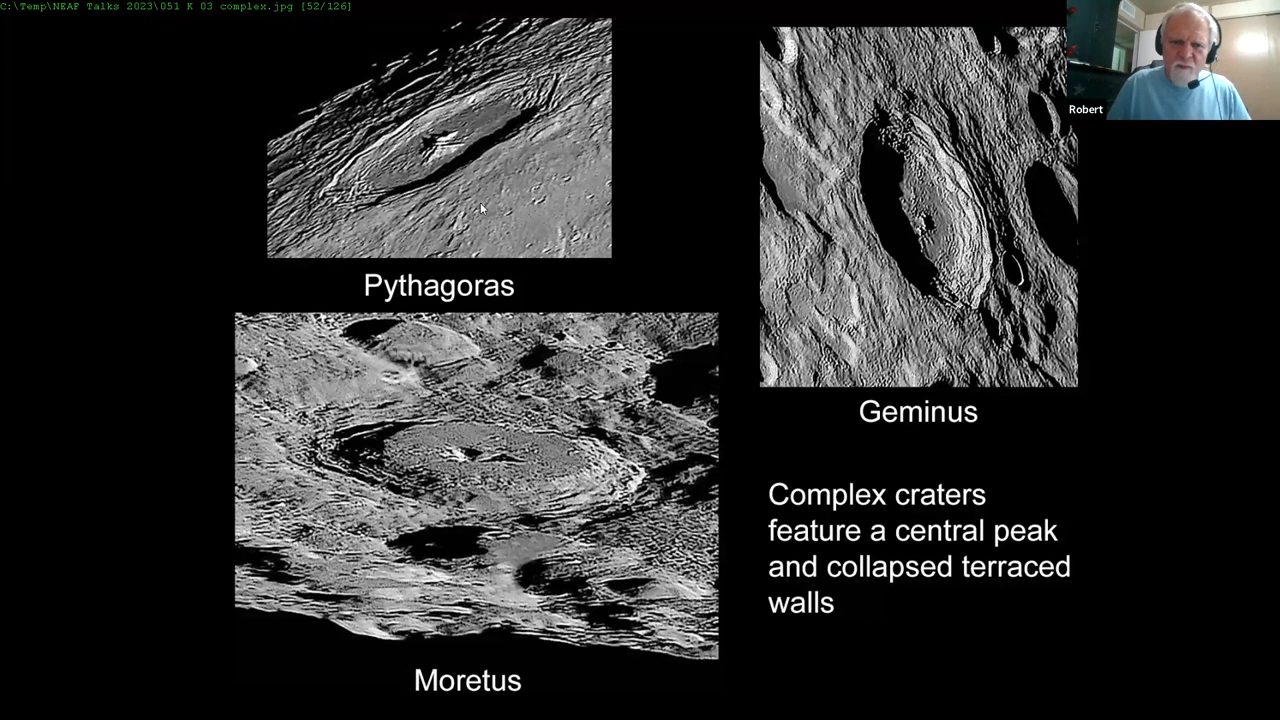 C:\Temp\NEAF Talks 2023\051 K 03 complex.jpg [52/126]
Robert
Pythagoras
Geminus
Complex craters
feature a central peak
and collapsed terraced
walls
Moretus